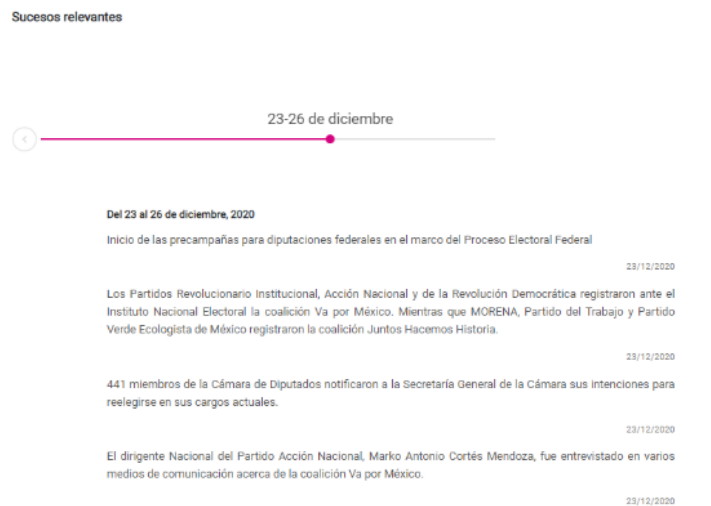 Sucesos relevantes
23-26 de diciembre
Del 23 al 26 de diciembre, 2020
Inicio de las precampañas para diputaciones federales en el marco del Proceso Electoral Federal
23/12/2020
Los Partidos Revolucionario Institucional, Acción Nacional y de la Revolución Democrática registraron ante el
Instituto Nacional Electoral la coalición Va por México. Mientras que MORENA, Partido del Trabajo y Partido
Verde Ecologista de México registraron la coalición Juntos Hacemos Historia.
23/12/2020
441 miembros de la Cámara de Diputados notificaron a la Secretaría General de la Cámara sus intenciones para
reelegirse en sus cargos actuales.
23/12/2020
El dirigente Nacional del Partido Acción Nacional, Marko Antonio Cortés Mendoza, fue entrevistado en varios
medios de comunicación acerca de la coalición Va por México.
23/12/2020